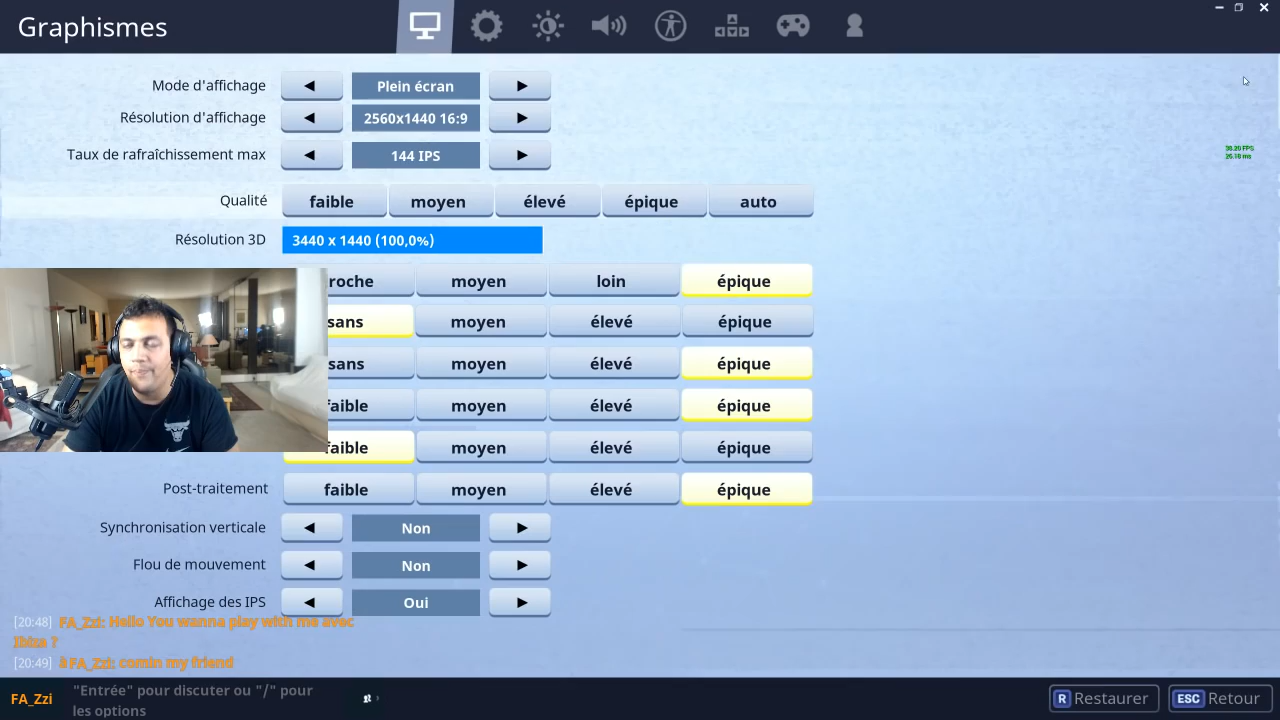 Graphismes
Mode d'affichage ◀ Plein écran ▶
Résolution d'affichage ◀ 2560x1440 16:9 ▶
Taux de rafraîchissement max ◀ 144 IPS ▶
Qualité faible moyen élevé épique auto
Résolution 3D 3440 x 1440 (100,0%)
roche moyen loin épique
sans moyen élevé épique
sans moyen élevé épique
faible moyen élevé épique
faible moyen élevé épique
Post-traitement faible moyen élevé épique
Synchronisation verticale ◀ Non ▶
Flou de mouvement ◀ Non ▶
Affichage des IPS ◀ Oui ▶
[20:48] FA_Zzi: Hello You wanna play with me avec
Ibiza ?
[20:49] à FA_Zzi: comin my friend
FA_Zzi "Entrée" pour discuter ou "/" pour
les options
R Restaurer ESC Retour